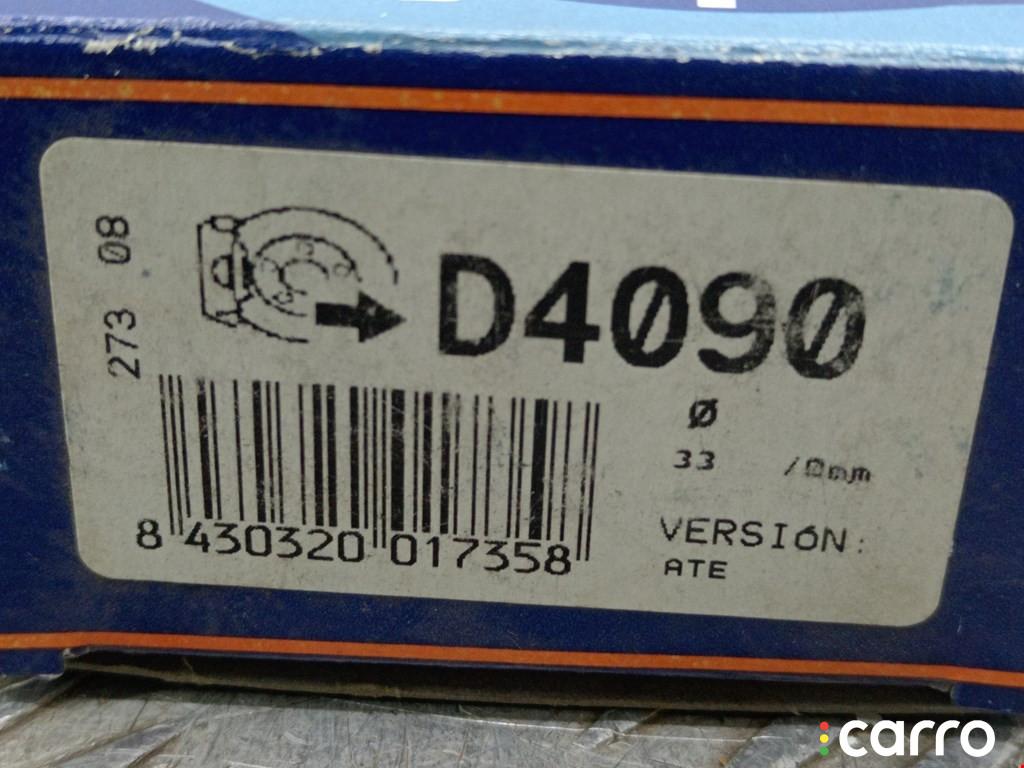 273 08
D4090
Ø
33 /0mm
8 430320 017358
VERSIÓN:
ATE
carro